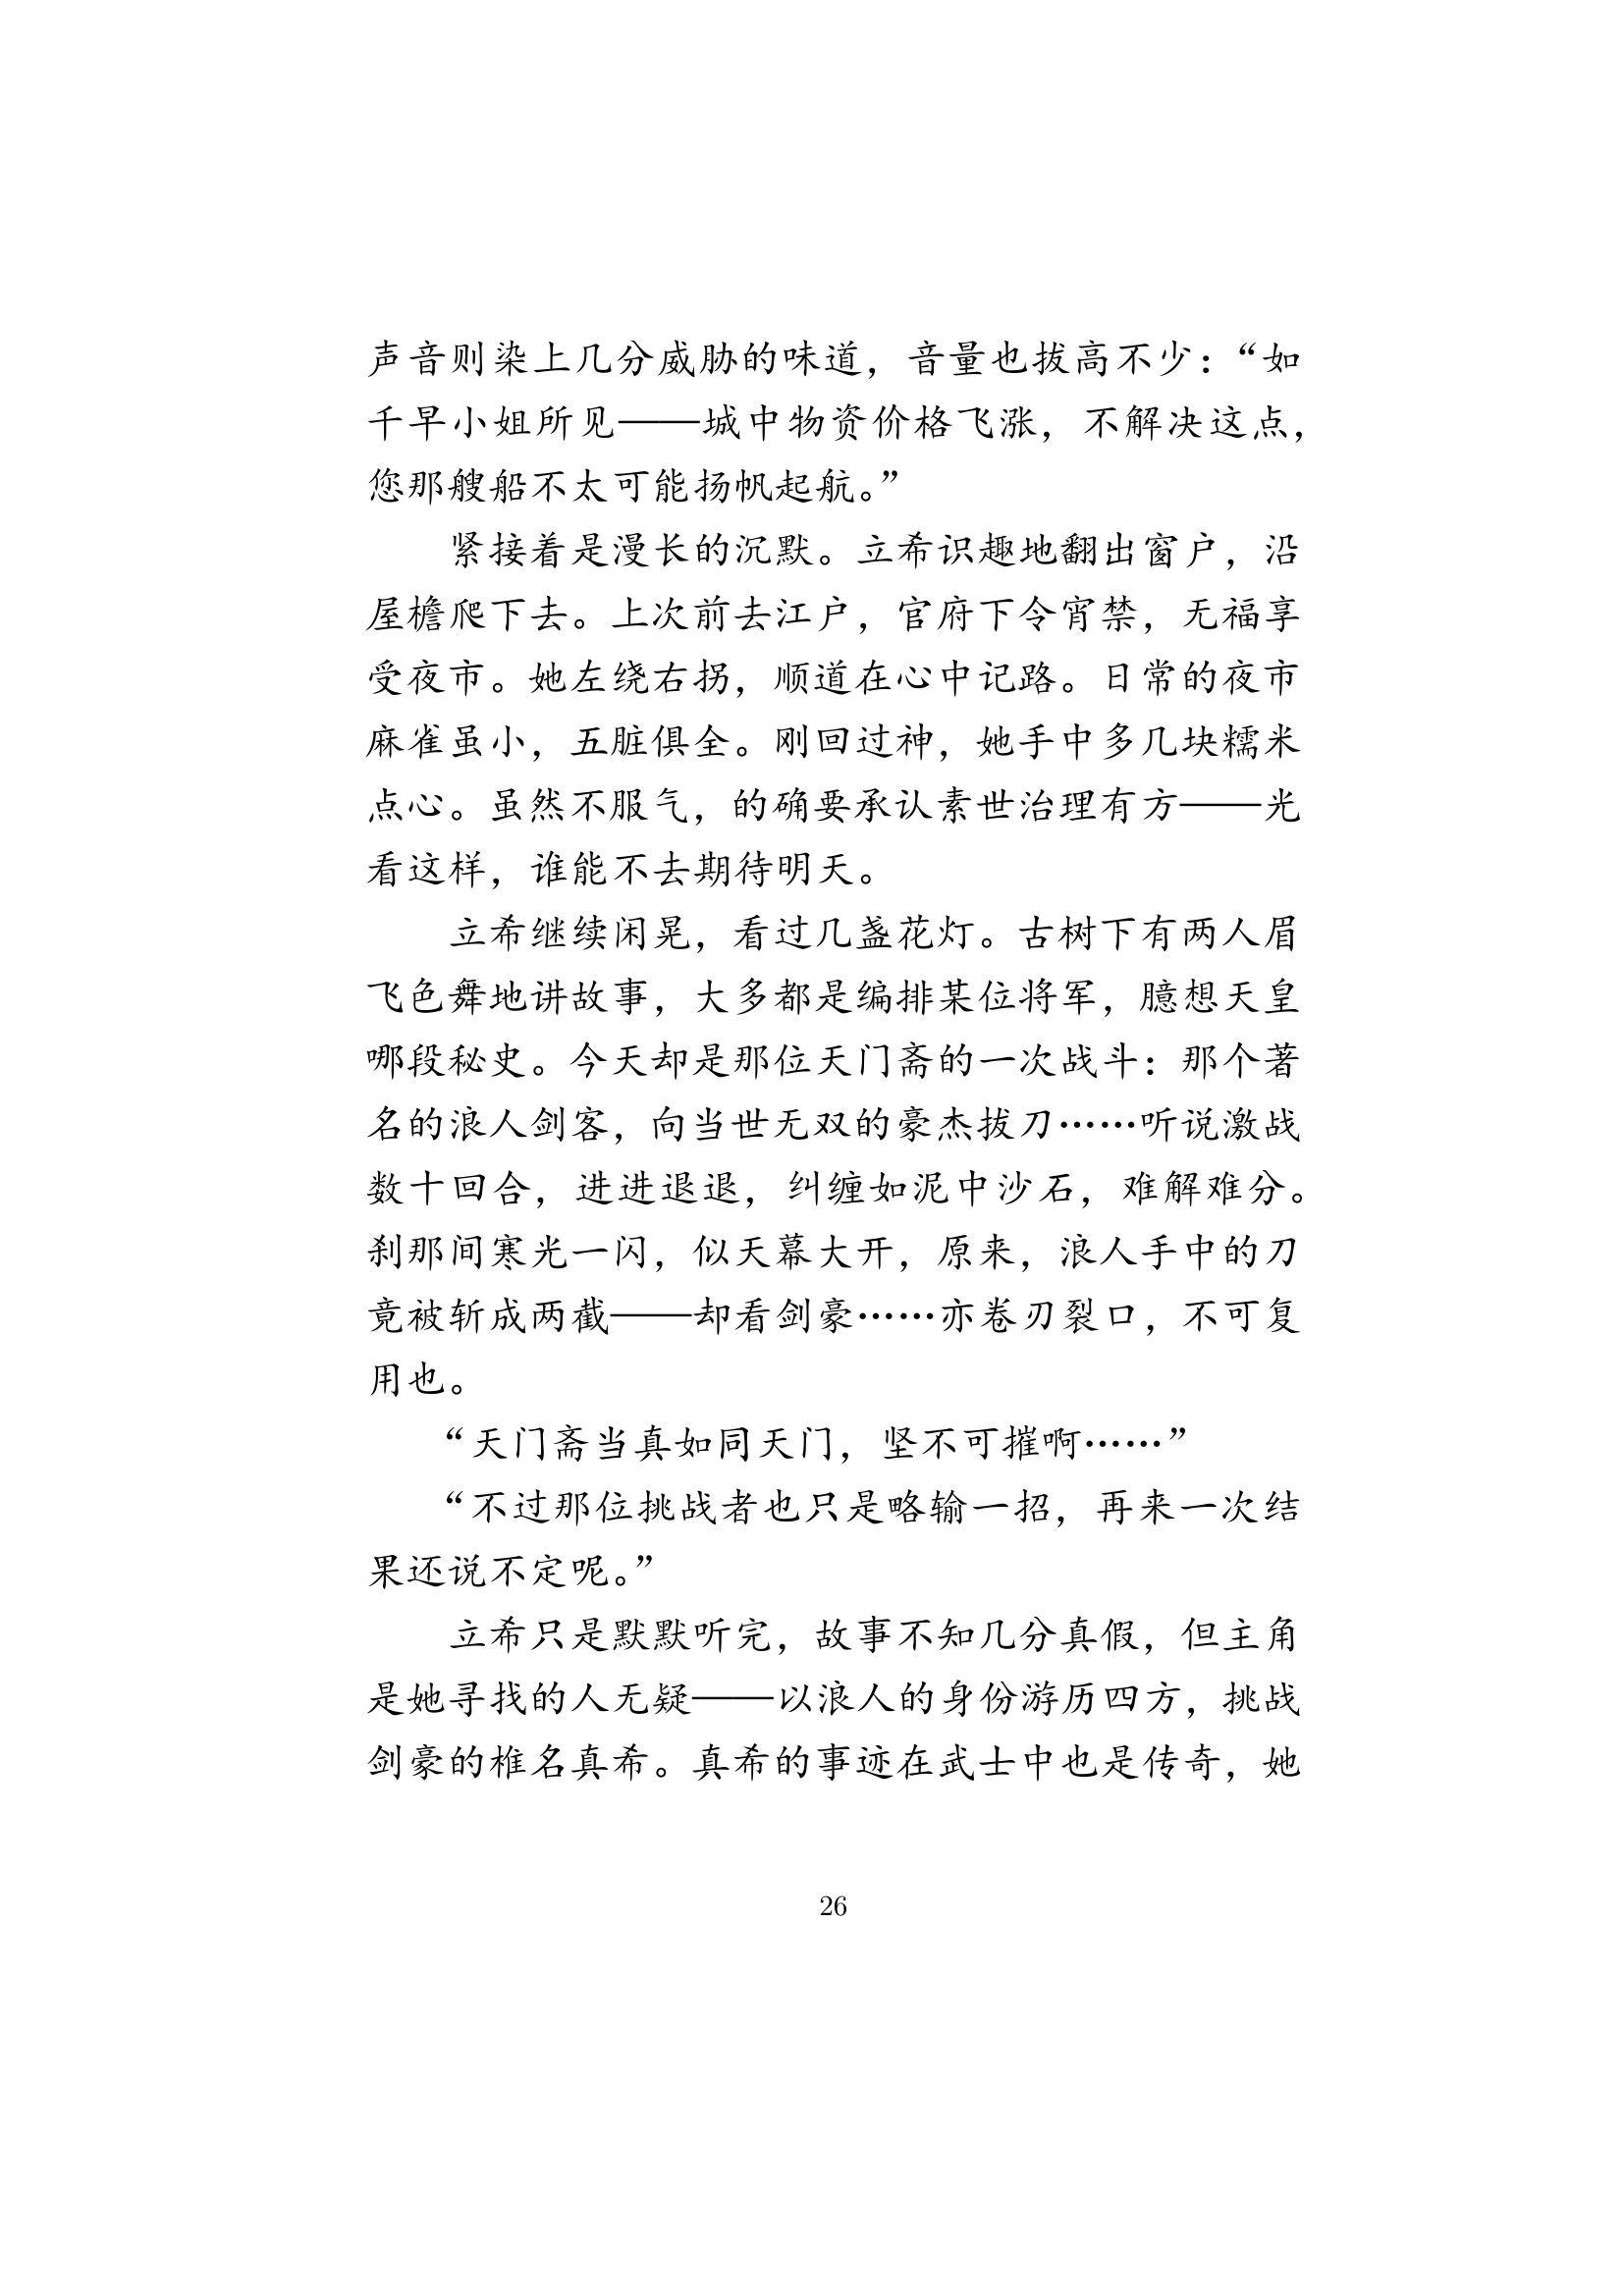 声音则染上几分威胁的味道，音量也拔高不少：“如
千早小姐所见——城中物资价格飞涨，不解决这点，
您那艘船不太可能扬帆起航。”
紧接着是漫长的沉默。立希识趣地翻出窗户，沿
屋檐爬下去。上次前去江户，官府下令宵禁，无福享
受夜市。她左绕右拐，顺道在心中记路。日常的夜市
麻雀虽小，五脏俱全。刚回过神，她手中多几块糯米
点心。虽然不服气，的确要承认素世治理有方——光
看这样，谁能不去期待明天。
立希继续闲晃，看过几盏花灯。古树下有两人眉
飞色舞地讲故事，大多都是编排某位将军，臆想天皇
哪段秘史。今天却是那位天门斋的一次战斗：那个著
名的浪人剑客，向当世无双的豪杰拔刀……听说激战
数十回合，进进退退，纠缠如泥中沙石，难解难分。
刹那间寒光一闪，似天幕大开，原来，浪人手中的刀
竟被斩成两截——却看剑豪……亦卷刃裂口，不可复
用也。
“天门斋当真如同天门，坚不可摧啊……”
“不过那位挑战者也只是略输一招，再来一次结
果还说不定呢。”
立希只是默默听完，故事不知几分真假，但主角
是她寻找的人无疑——以浪人的身份游历四方，挑战
剑豪的椎名真希。真希的事迹在武士中也是传奇，她
26